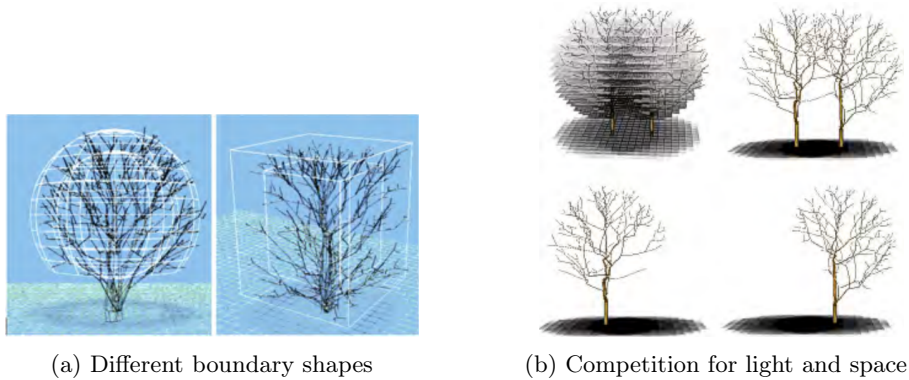 (a) Different boundary shapes
(b) Competition for light and space